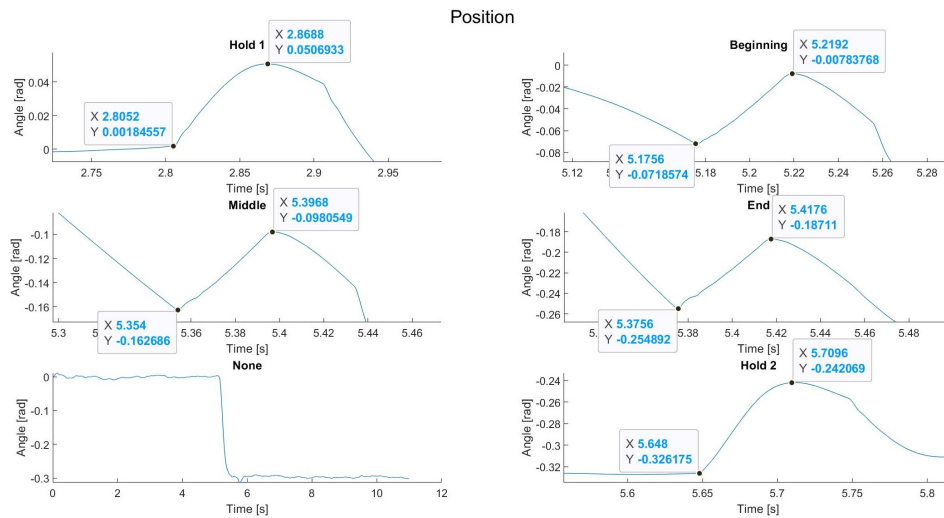 Position
Hold 1
X 2.8688
Y 0.0506933
X 2.8052
Y 0.00184557
Angle [rad]
0.04
0.02
0
2.75 2.8 2.85 2.9 2.95
Time [s]
Beginning
X 5.2192
Y -0.00783768
X 5.1756
Y -0.0718574
Angle [rad]
0
-0.02
-0.04
-0.06
-0.08
5.12 5.18 5.2 5.22 5.24 5.26 5.28
Time [s]
Middle
X 5.3968
Y -0.0980549
X 5.354
Y -0.162686
Angle [rad]
-0.1
-0.12
-0.14
-0.16
5.3 5.36 5.38 5.4 5.42 5.44 5.46
Time [s]
End
X 5.4176
Y -0.18711
X 5.3756
Y -0.254892
Angle [rad]
-0.18
-0.2
-0.22
-0.24
-0.26
5.38 5.4 5.42 5.44 5.46 5.48
Time [s]
None
Angle [rad]
0
-0.1
-0.2
-0.3
0 2 4 6 8 10 12
Time [s]
Hold 2
X 5.7096
Y -0.242069
X 5.648
Y -0.326175
Angle [rad]
-0.24
-0.26
-0.28
-0.3
-0.32
5.6 5.65 5.7 5.75 5.8
Time [s]